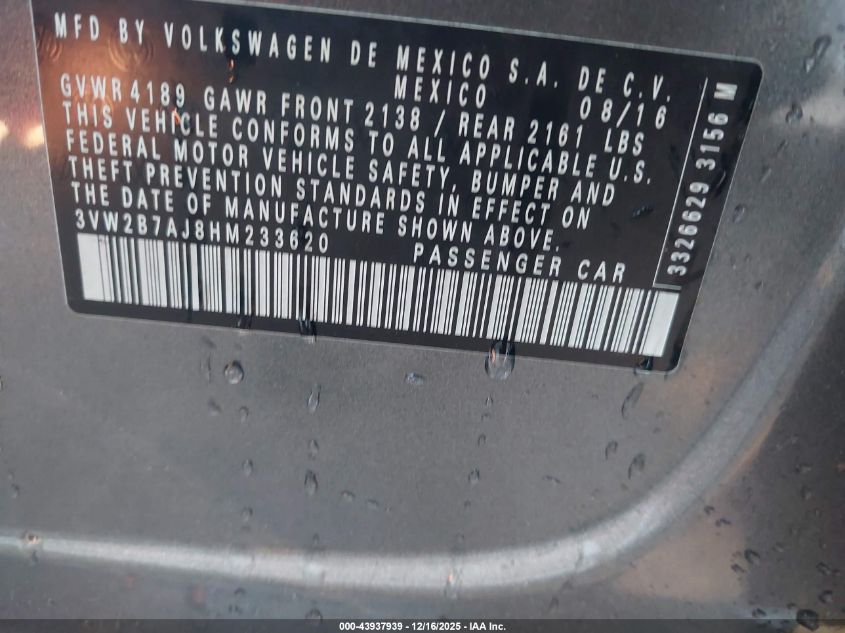 MFD BY VOLKSWAGEN DE MEXICO S.A. DE C.V.
MEXICO 08/16
GVWR 4189 GAWR FRONT 2138 / REAR 2161 LBS
THIS VEHICLE CONFORMS TO ALL APPLICABLE U.S.
FEDERAL MOTOR VEHICLE SAFETY, BUMPER AND
THEFT PREVENTION STANDARDS IN EFFECT ON
THE DATE OF MANUFACTURE SHOWN ABOVE.
3VW2B7AJ8HM233620 PASSENGER CAR
3326629 3156 M
000-43937939 - 12/16/2025 - IAA Inc.